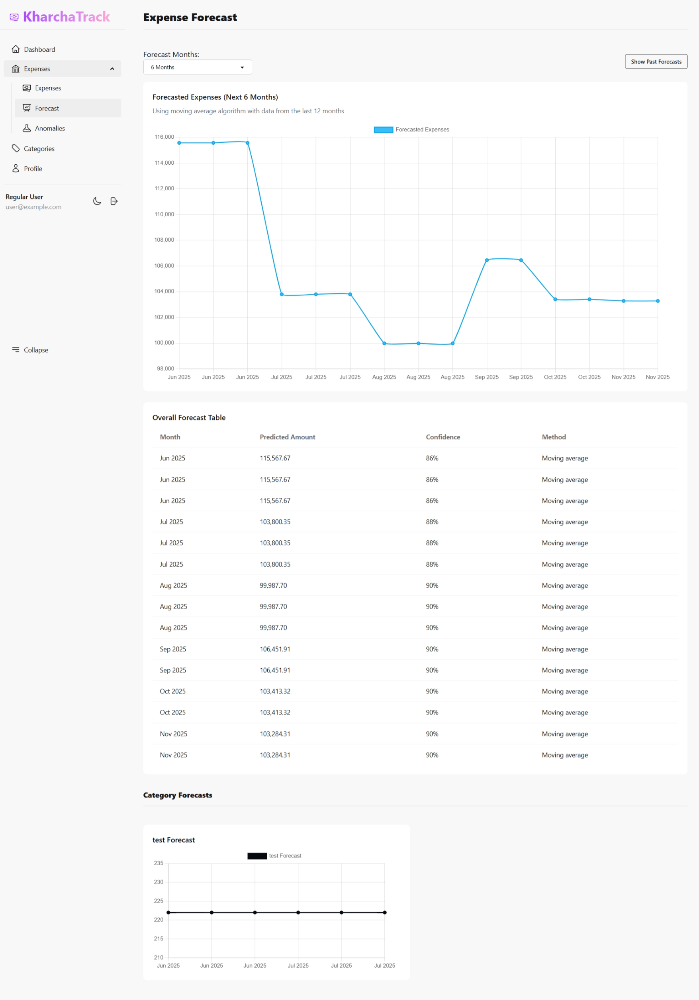 KharchaTrack
Dashboard
Expenses
Expenses
Forecast
Anomalies
Categories
Profile
Regular User
user@example.com
Collapse
Expense Forecast
Forecast Months:
6 Months
Show Past Forecasts
Forecasted Expenses (Next 6 Months)
Using moving average algorithm with data from the last 12 months
Forecasted Expenses
116,000
114,000
112,000
110,000
108,000
106,000
104,000
102,000
100,000
98,000
Jun 2025 Jun 2025 Jun 2025 Jul 2025 Jul 2025 Jul 2025 Aug 2025 Aug 2025 Aug 2025 Sep 2025 Sep 2025 Oct 2025 Oct 2025 Nov 2025 Nov 2025
Overall Forecast Table
Month Predicted Amount Confidence Method
Jun 2025 115,567.67 86% Moving average
Jun 2025 115,567.67 86% Moving average
Jun 2025 115,567.67 86% Moving average
Jul 2025 103,800.35 88% Moving average
Jul 2025 103,800.35 88% Moving average
Jul 2025 103,800.35 88% Moving average
Aug 2025 99,987.70 90% Moving average
Aug 2025 99,987.70 90% Moving average
Aug 2025 99,987.70 90% Moving average
Sep 2025 106,451.91 90% Moving average
Sep 2025 106,451.91 90% Moving average
Oct 2025 103,413.32 90% Moving average
Oct 2025 103,413.32 90% Moving average
Nov 2025 103,284.31 90% Moving average
Nov 2025 103,284.31 90% Moving average
Category Forecasts
test Forecast
test Forecast
235
230
225
220
215
210
Jun 2025 Jun 2025 Jun 2025 Jul 2025 Jul 2025 Jul 2025